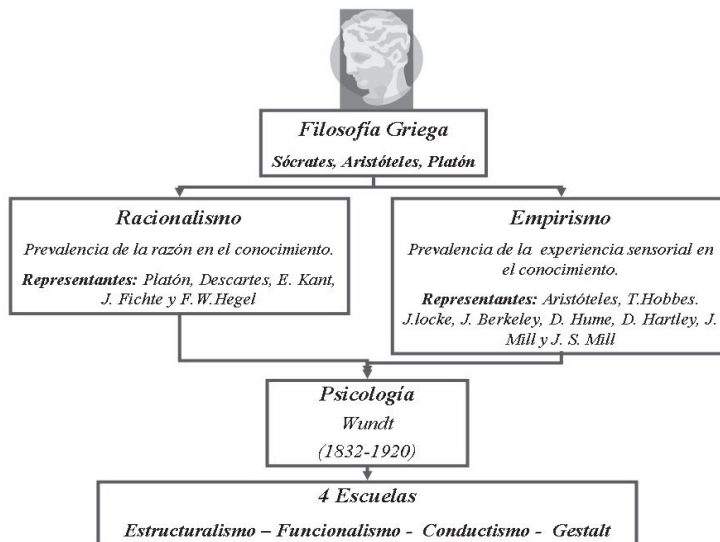 Filosofía Griega
Sócrates, Aristóteles, Platón
Racionalismo
Prevalencia de la razón en el conocimiento.
Representantes: Platón, Descartes, E. Kant,
J. Fichte y F.W.Hegel
Empirismo
Prevalencia de la experiencia sensorial en
el conocimiento.
Representantes: Aristóteles, T.Hobbes.
J.locke, J. Berkeley, D. Hume, D. Hartley, J.
Mill y J. S. Mill
Psicología
Wundt
(1832-1920)
4 Escuelas
Estructuralismo – Funcionalismo - Conductismo - Gestalt